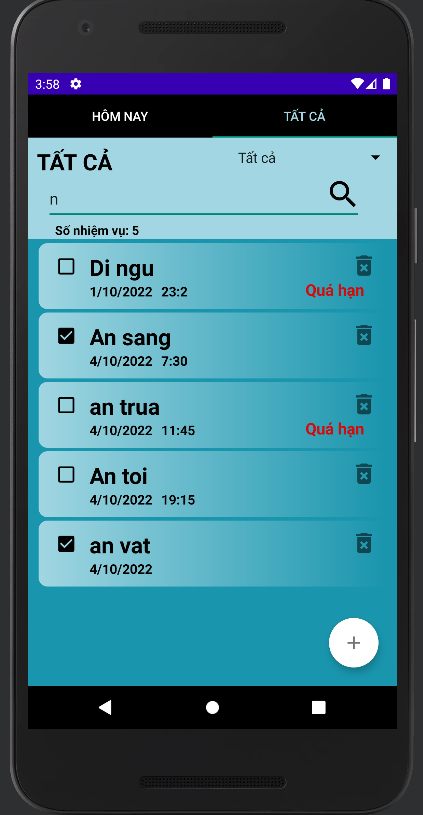 3:58
HÔM NAY TẤT CẢ
TẤT CẢ Tất cả
n
Số nhiệm vụ: 5
Di ngu
1/10/2022 23:2 Quá hạn
An sang
4/10/2022 7:30
an trua
4/10/2022 11:45 Quá hạn
An toi
4/10/2022 19:15
an vat
4/10/2022